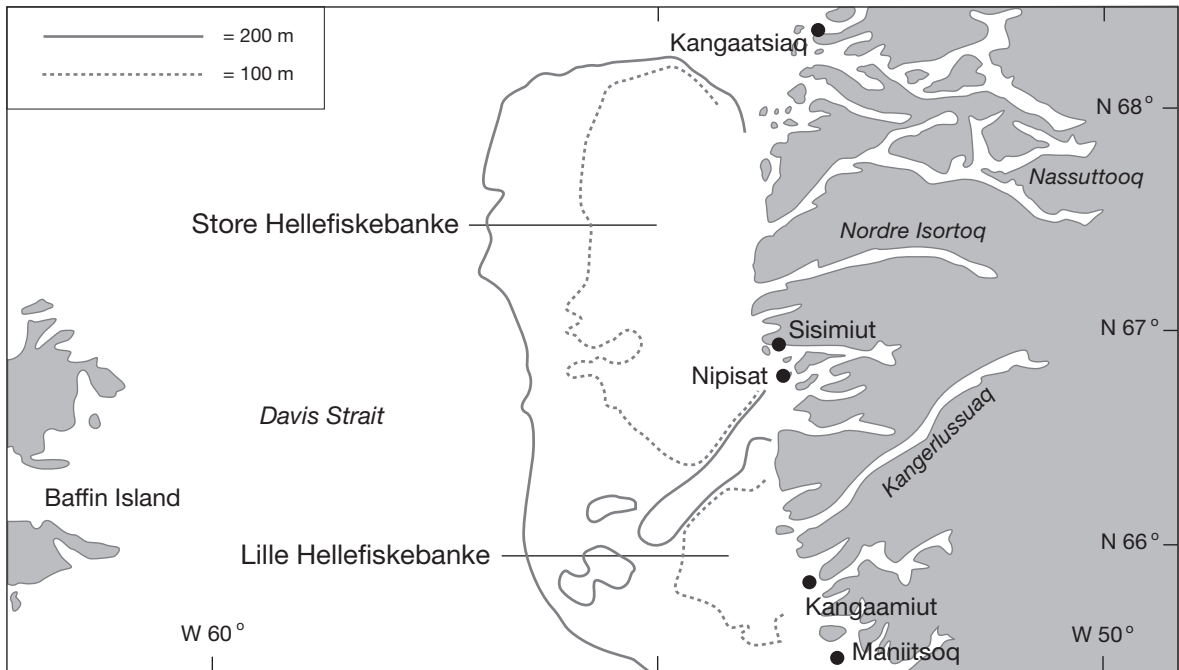 = 200 m
= 100 m
Kangaatsiaq
N 68°
Nassuttooq
Store Hellefiskebanke
Nordre Isortoq
N 67°
Sisimiut
Nipisat
Davis Strait
Kangerlussuaq
Baffin Island
N 66°
Lille Hellefiskebanke
Kangaamiut
W 60°
W 50°
Maniitsoq